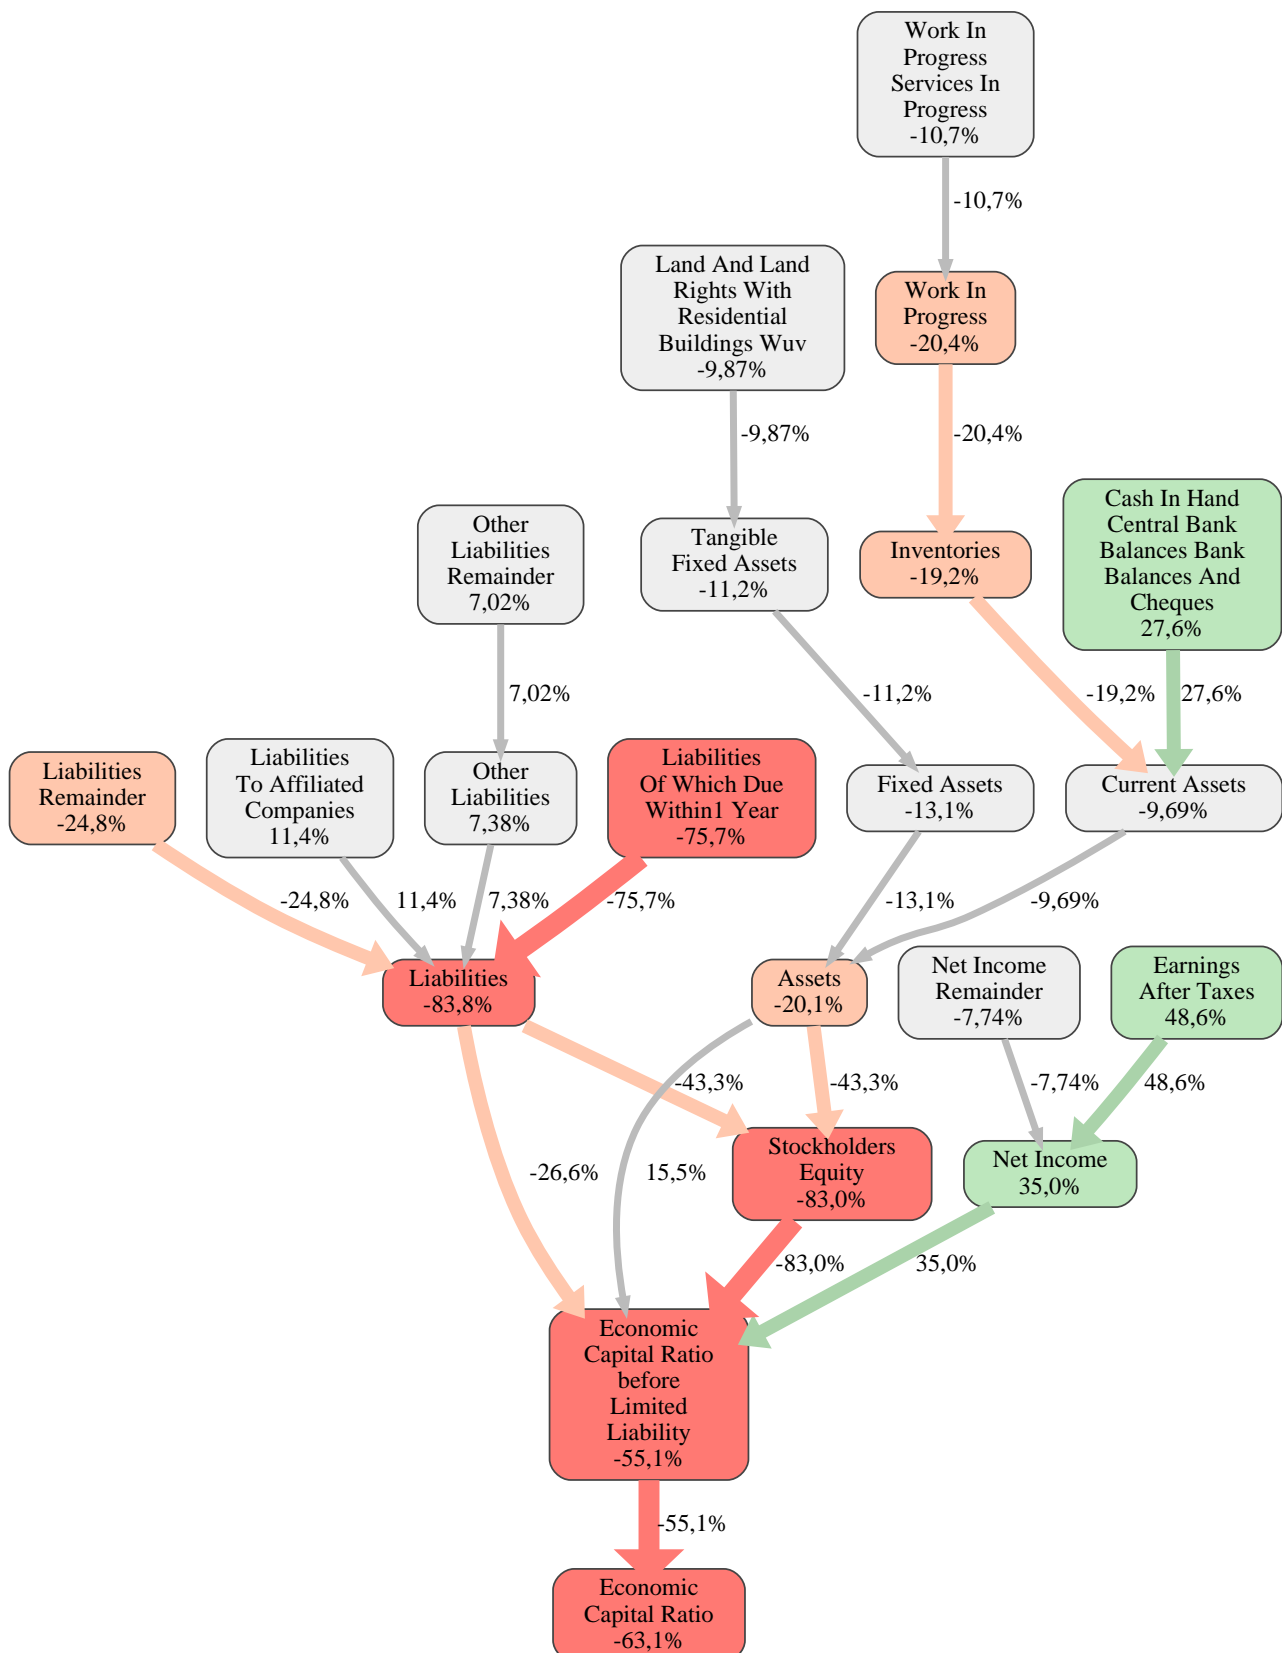 Work In
Progress
Services In
Progress
-10,7%
-10,7%
Land And Land
Rights With
Residential
Buildings Wuv
-9,87%
Work In
Progress
-20,4%
-9,87%
-20,4%
Other
Liabilities
Remainder
7,02%
Tangible
Fixed Assets
-11,2%
Inventories
-19,2%
Cash In Hand
Central Bank
Balances Bank
Balances And
Cheques
27,6%
7,02%
-11,2%
-19,2%
27,6%
Liabilities
Remainder
-24,8%
Liabilities
To Affiliated
Companies
11,4%
Other
Liabilities
7,38%
Liabilities
Of Which Due
Within1 Year
-75,7%
Fixed Assets
-13,1%
Current Assets
-9,69%
-24,8%
11,4%
7,38%
-75,7%
-13,1%
-9,69%
Liabilities
-83,8%
Assets
-20,1%
Net Income
Remainder
-7,74%
Earnings
After Taxes
48,6%
-43,3%
-43,3%
-7,74%
48,6%
Stockholders
Equity
-83,0%
Net Income
35,0%
-26,6%
15,5%
-83,0%
35,0%
Economic
Capital Ratio
before
Limited
Liability
-55,1%
-55,1%
Economic
Capital Ratio
-63,1%